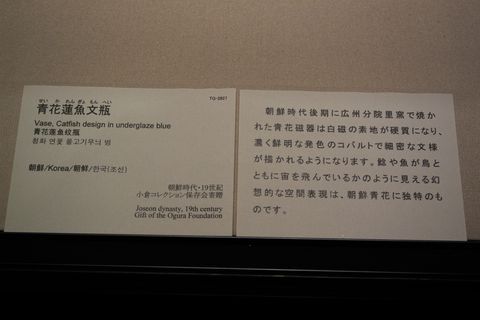 せい か れん ぎょ もん へい
青花蓮魚文瓶
TG-2821
Vase, Catfish design in underglaze blue
青花莲鱼纹瓶
청화 연꽃 물고기무늬 병
朝鮮/Korea/朝鲜/한국(조선)
朝鮮時代・19世紀
小倉コレクション保存会寄贈
Joseon dynasty, 19th century
Gift of the Ogura Foundation
朝鮮時代後期に広州分院里窯で焼か
れた青花磁器は白磁の素地が硬質になり、
濃く鮮明な発色のコバルトで細密な文様
が描かれるようになります。鯰や魚が鳥と
ともに宙を飛んでいるかのように見える幻
想的な空間表現は、朝鮮青花に独特のも
のです。